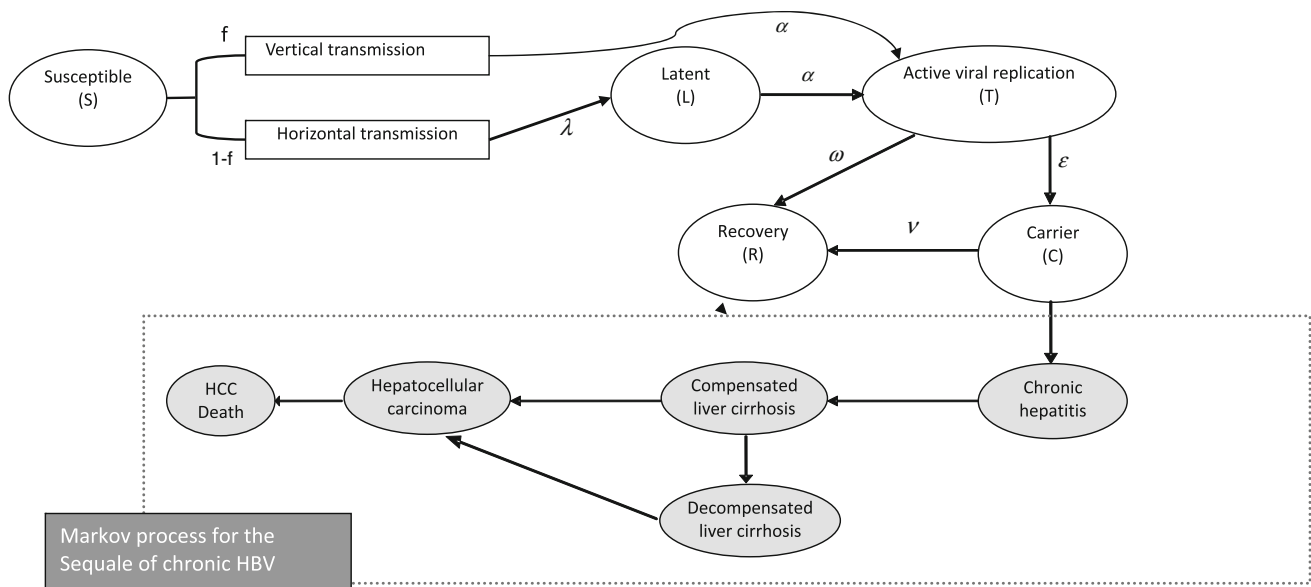 f
Vertical transmission
α
Susceptible
(S)
Latent
(L)
α
Active viral replication
(T)
1-f
Horizontal transmission
λ
ω
ε
Recovery
(R)
ν
Carrier
(C)
HCC
Death
Hepatocellular
carcinoma
Compensated
liver cirrhosis
Chronic
hepatitis
Decompensated
liver cirrhosis
Markov process for the
Sequale of chronic HBV